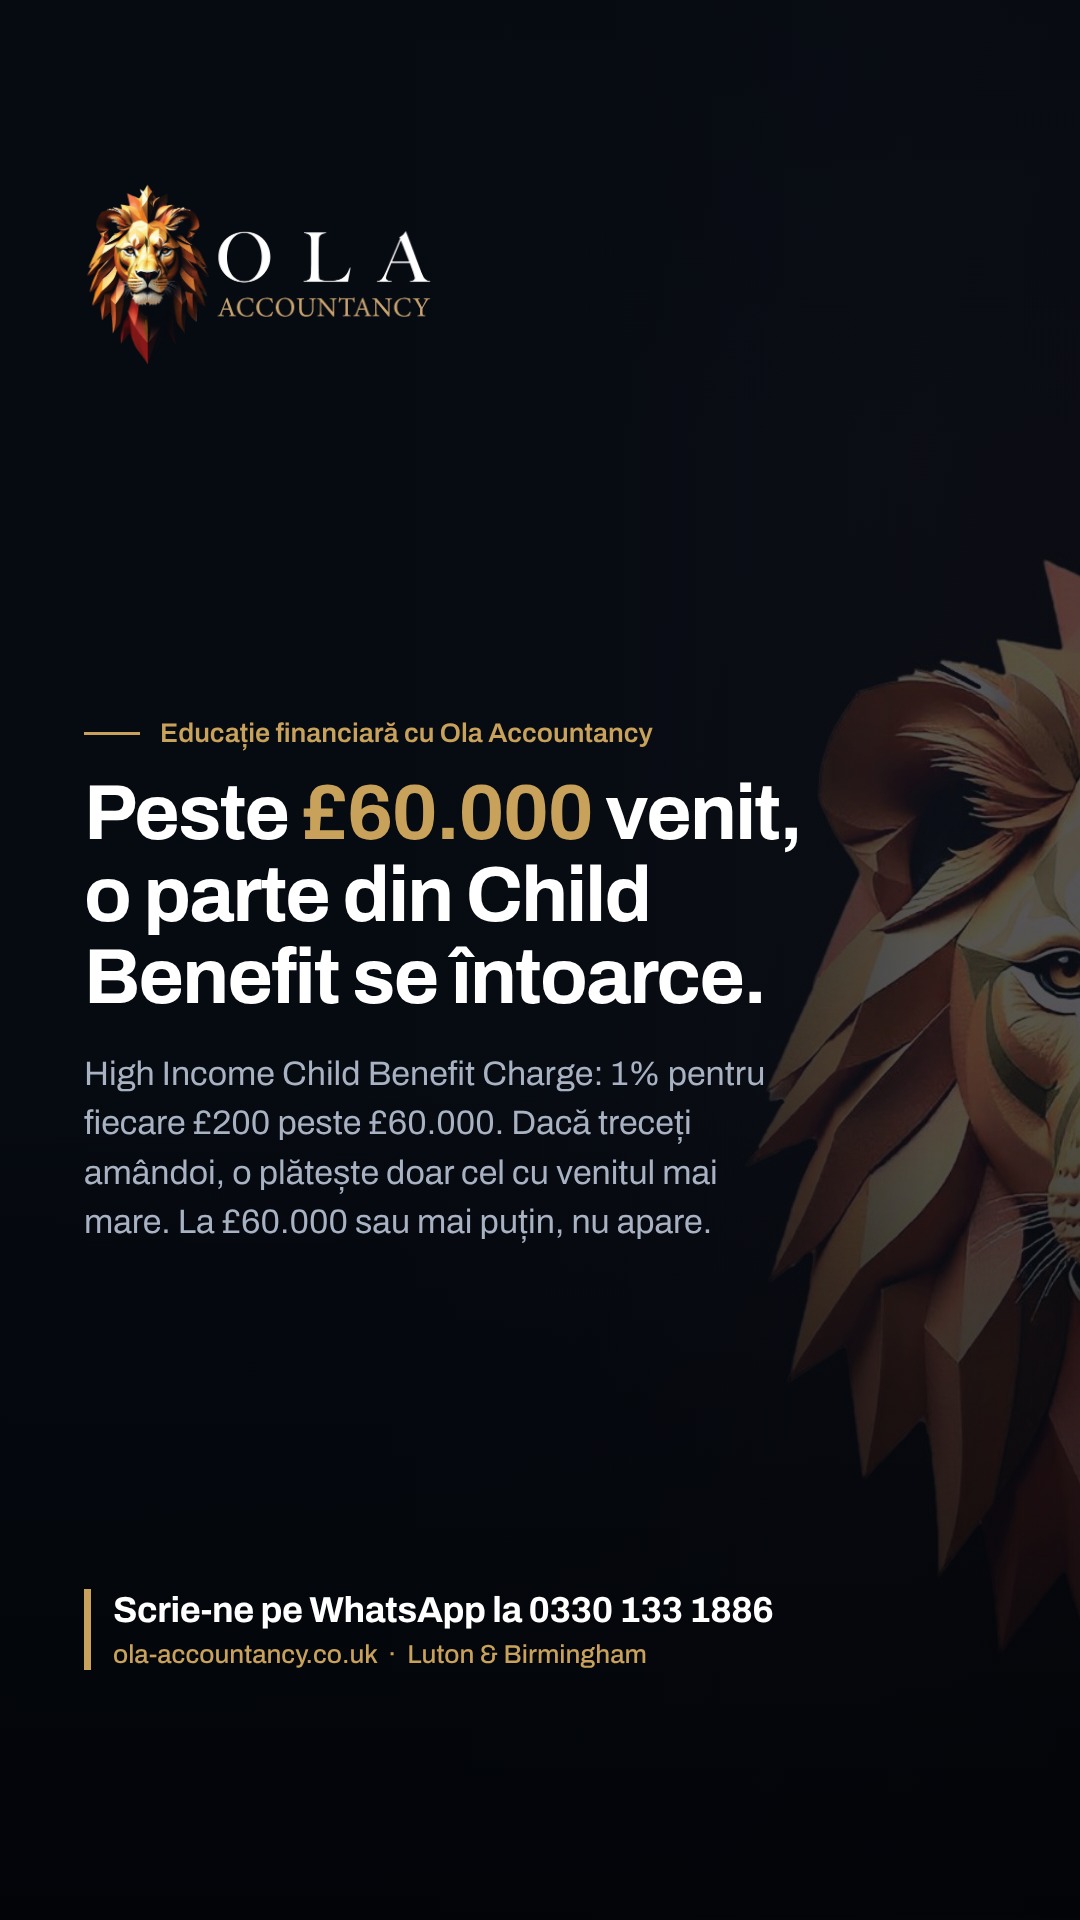 OLA
ACCOUNTANCY
Educație financiară cu Ola Accountancy
Peste £60.000 venit,
o parte din Child
Benefit se întoarce.
High Income Child Benefit Charge: 1% pentru
fiecare £200 peste £60.000. Dacă treceți
amândoi, o plătește doar cel cu venitul mai
mare. La £60.000 sau mai puțin, nu apare.
Scrie-ne pe WhatsApp la 0330 133 1886
ola-accountancy.co.uk · Luton & Birmingham